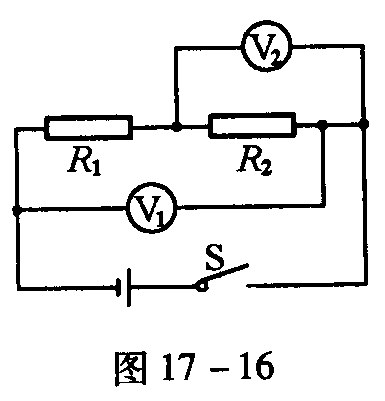 V₂
R₁ R₂
V₁
S
图 17－16